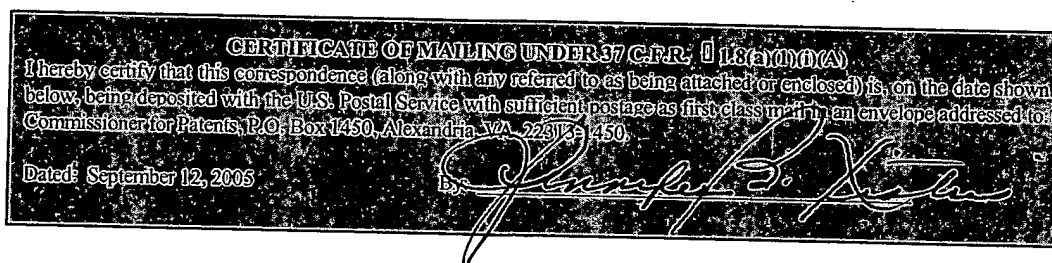 CERTIFICATE OF MAILING UNDER 37 C.F.R. 1.8(a)(1)(i)(A)
I hereby certify that this correspondence (along with any referred to as being attached or enclosed) is, on the date shown
below, being deposited with the U.S. Postal Service with sufficient postage as first class mail in an envelope addressed to:
Commissioner for Patents, P.O. Box 1450, Alexandria, VA 22313-1450.
Dated: September 12, 2005 By: Jennifer